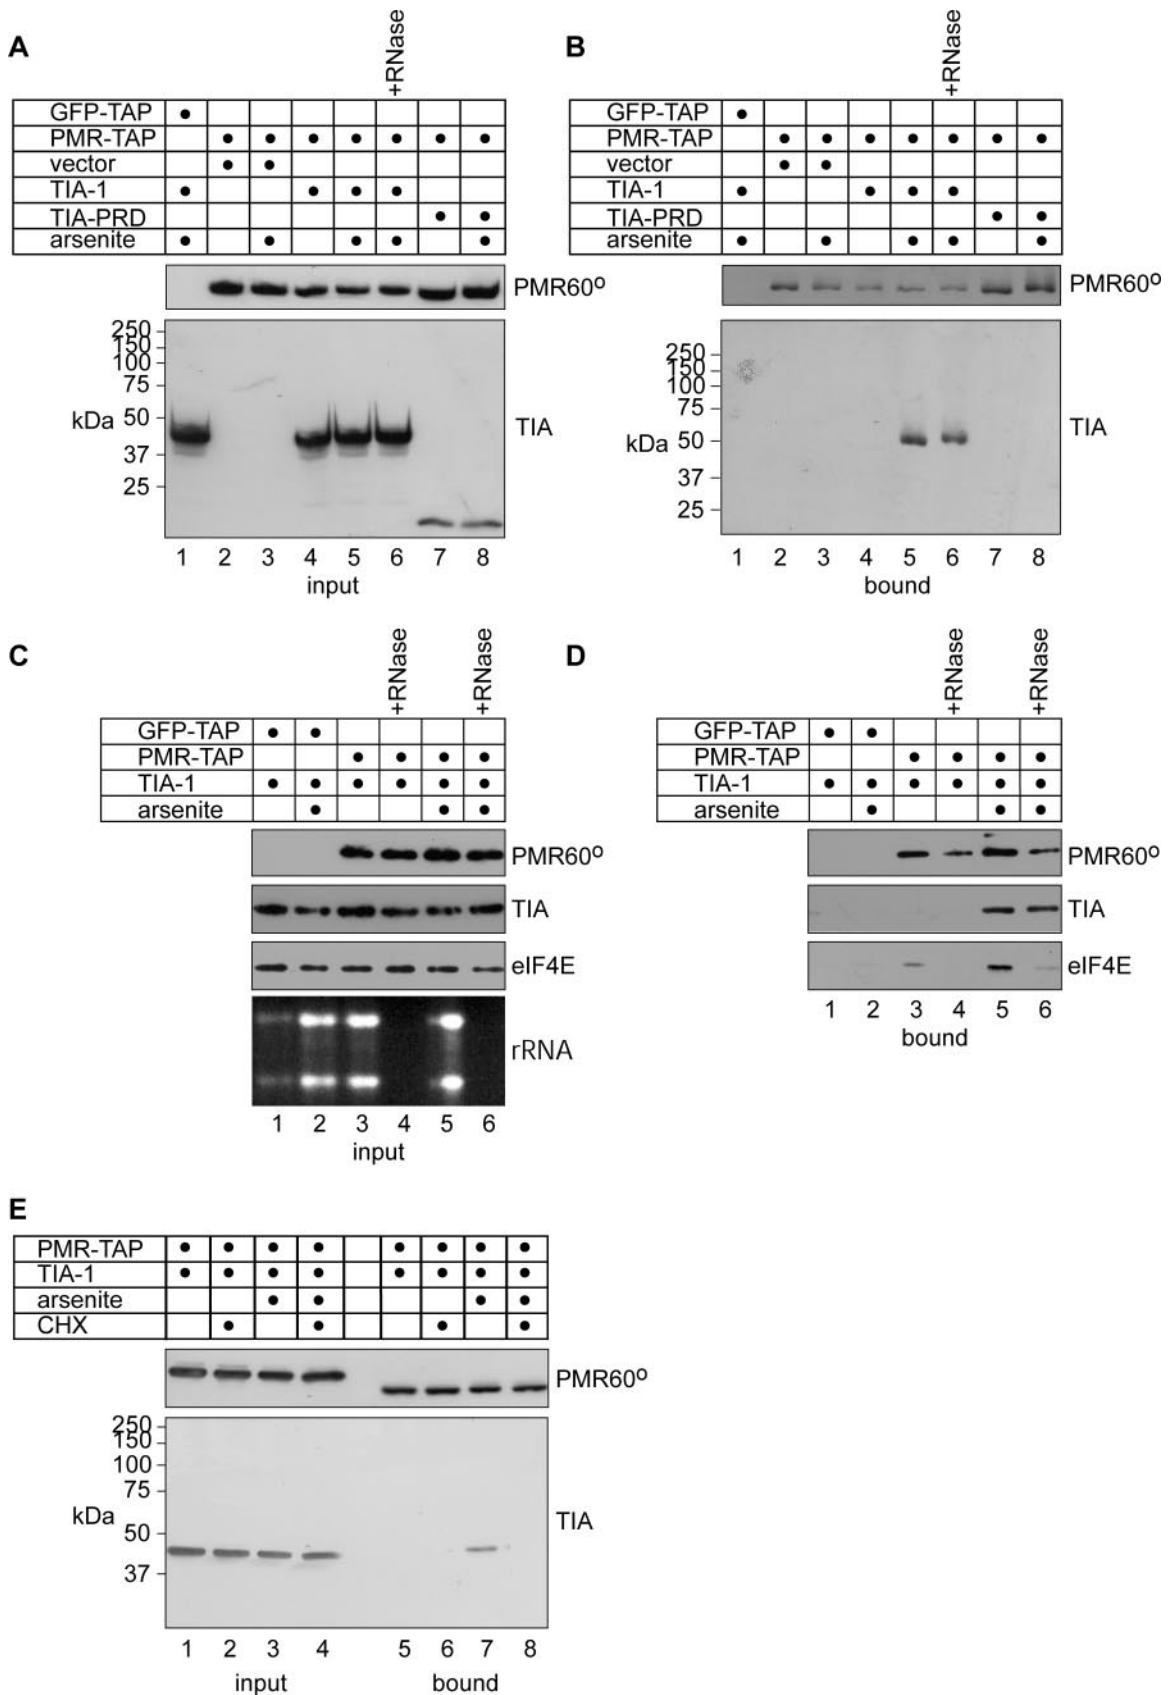 A
+RNase
GFP-TAP
PMR-TAP
vector
TIA-1
TIA-PRD
arsenite
PMR60º
250
150
100
75
50
kDa
37
25
TIA
1 2 3 4 5 6 7 8
input
B
+RNase
GFP-TAP
PMR-TAP
vector
TIA-1
TIA-PRD
arsenite
PMR60º
250
150
100
75
50
kDa
37
25
TIA
1 2 3 4 5 6 7 8
bound
C
+RNase +RNase
GFP-TAP
PMR-TAP
TIA-1
arsenite
PMR60º
TIA
eIF4E
rRNA
1 2 3 4 5 6
input
D
+RNase +RNase
GFP-TAP
PMR-TAP
TIA-1
arsenite
PMR60º
TIA
eIF4E
1 2 3 4 5 6
bound
E
PMR-TAP
TIA-1
arsenite
CHX
PMR60º
250
150
100
75
kDa
50
37
TIA
1 2 3 4 5 6 7 8
input bound